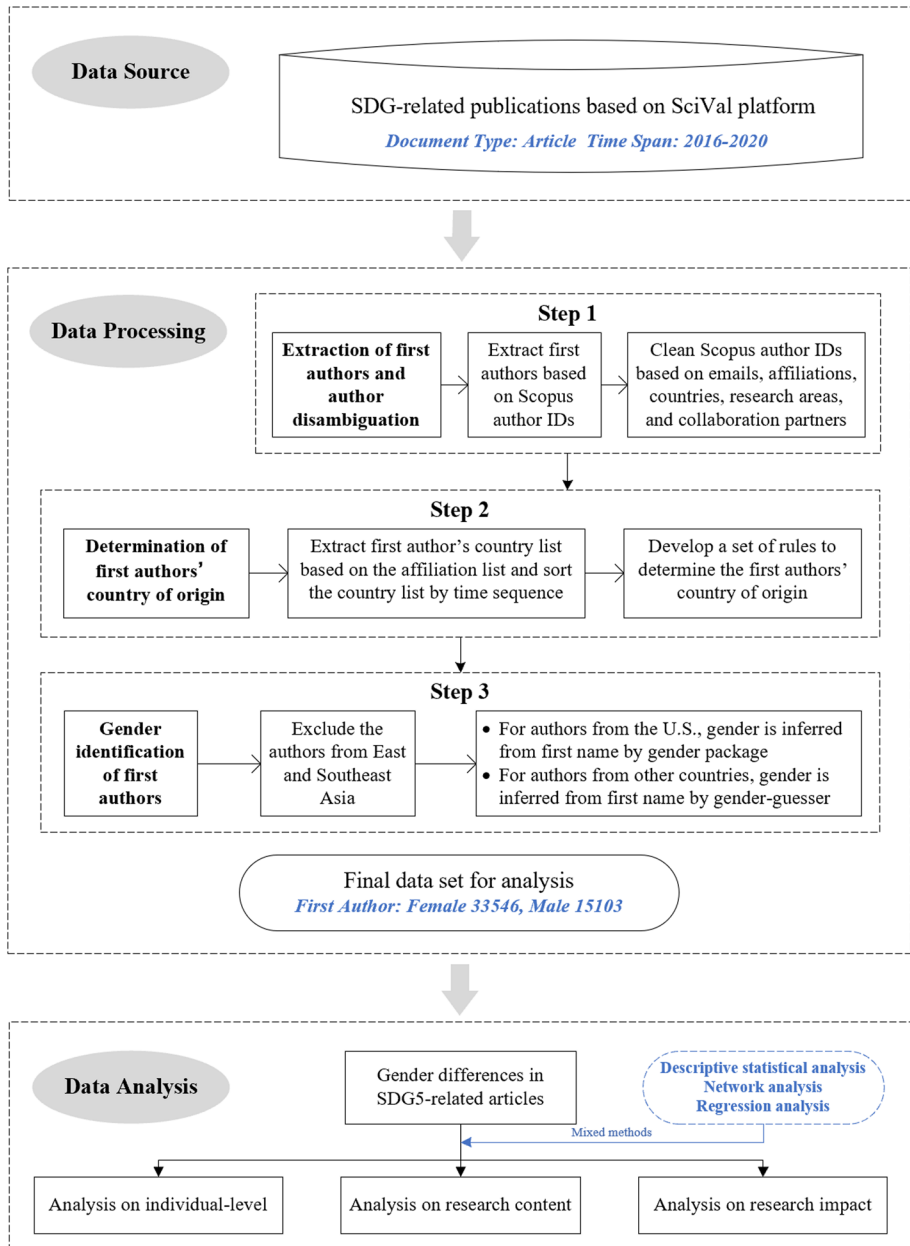 Data Source
SDG-related publications based on SciVal platform
Document Type: Article  Time Span: 2016-2020
Data Processing
Step 1
Extraction of first
authors and
author
disambiguation
Extract first
authors based
on Scopus
author IDs
Clean Scopus author IDs
based on emails, affiliations,
countries, research areas,
and collaboration partners
Step 2
Determination of
first authors’
country of origin
Extract first author’s country list
based on the affiliation list and sort
the country list by time sequence
Develop a set of rules to
determine the first authors’
country of origin
Step 3
Gender
identification
of first
authors
Exclude the
authors from East
and Southeast
Asia
• For authors from the U.S., gender is inferred
from first name by gender package
• For authors from other countries, gender is
inferred from first name by gender-guesser
Final data set for analysis
First Author: Female 33546, Male 15103
Data Analysis
Gender differences in
SDG5-related articles
Descriptive statistical analysis
Network analysis
Regression analysis
Mixed methods
Analysis on individual-level
Analysis on research content
Analysis on research impact